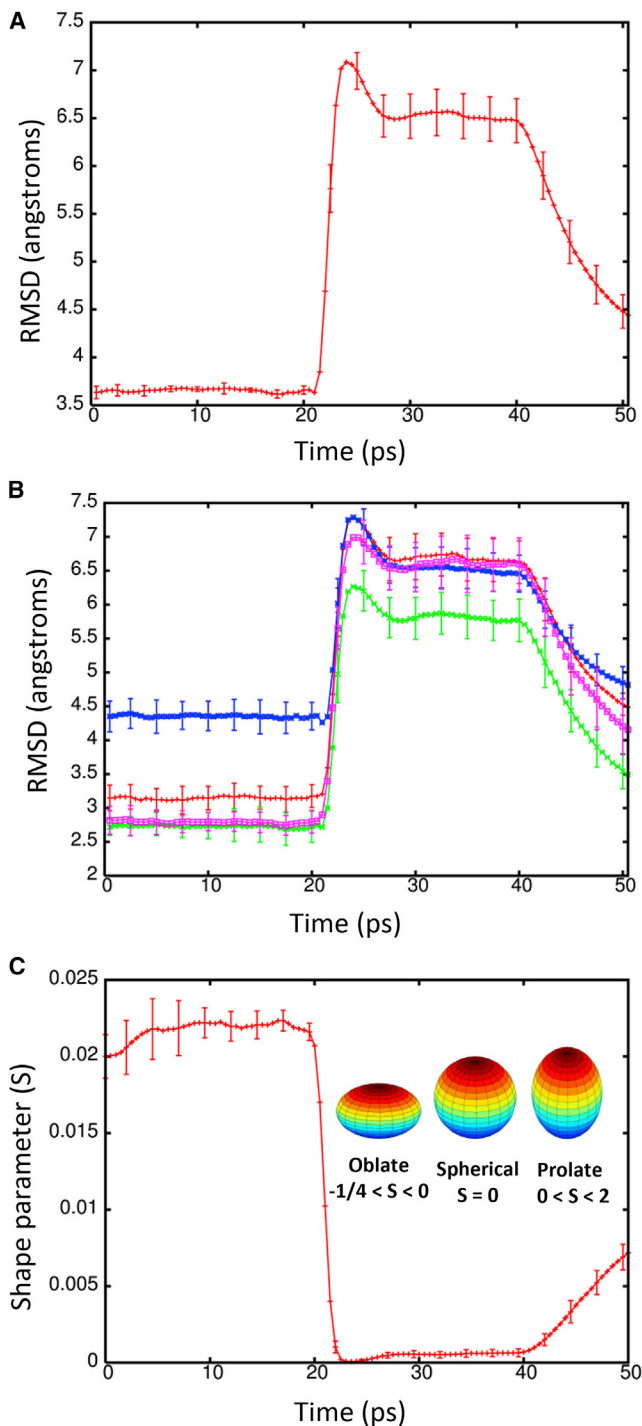 A
7.5
7
6.5
6
5.5
5
4.5
4
3.5
RMSD (angstroms)
0 10 20 30 40 50
Time (ps)
B
7.5
7
6.5
6
5.5
5
4.5
4
3.5
3
2.5
2
RMSD (angstroms)
0 10 20 30 40 50
Time (ps)
C
0.025
0.02
0.015
0.01
0.005
0
Shape parameter (S)
Oblate Spherical Prolate
-1/4 < S < 0 S = 0 0 < S < 2
0 10 20 30 40 50
Time (ps)